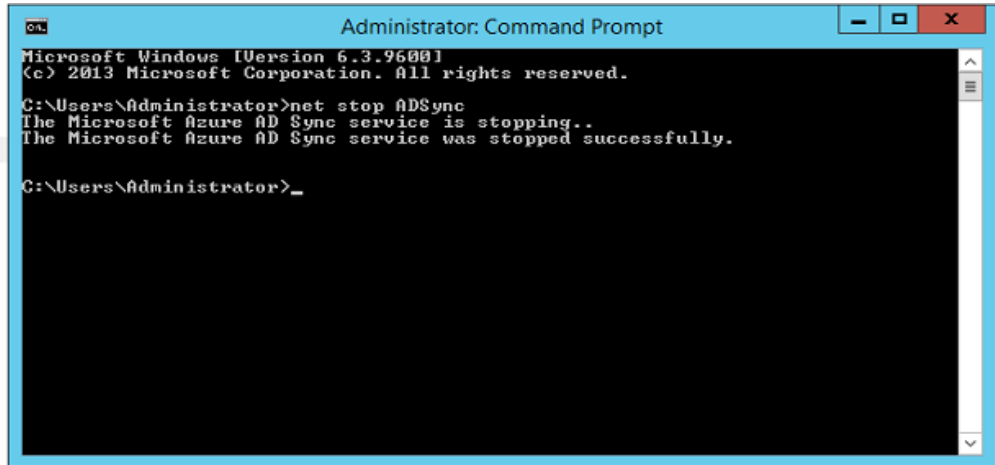 Administrator: Command Prompt
Microsoft Windows [Version 6.3.9600]
(c) 2013 Microsoft Corporation. All rights reserved.
C:\Users\Administrator>net stop ADSync
The Microsoft Azure AD Sync service is stopping..
The Microsoft Azure AD Sync service was stopped successfully.
C:\Users\Administrator>_